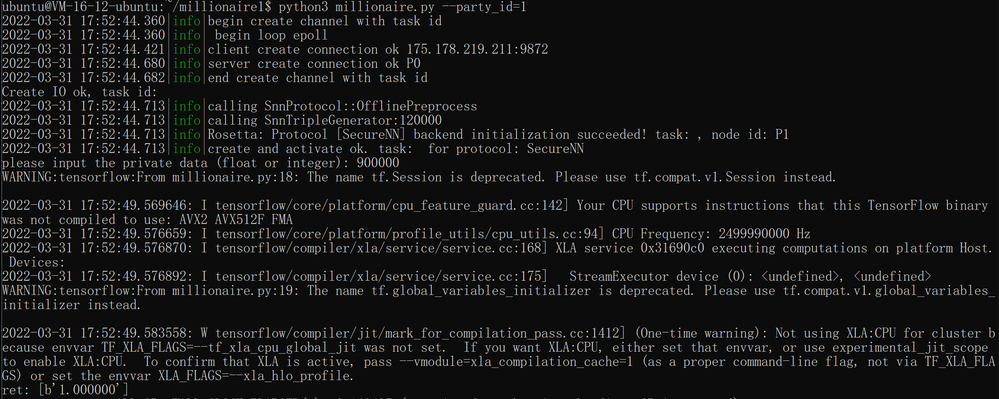 ubuntu@VM-16-12-ubuntu:~/millionaire1$ python3 millionaire.py --party_id=1
2022-03-31 17:52:44.360|info|begin create channel with task id
2022-03-31 17:52:44.360|info| begin loop epoll
2022-03-31 17:52:44.421|info|client create connection ok 175.178.219.211:9872
2022-03-31 17:52:44.680|info|server create connection ok P0
2022-03-31 17:52:44.682|info|end create channel with task id
Create IO ok, task id:
2022-03-31 17:52:44.713|info|calling SnnProtocol::OfflinePreprocess
2022-03-31 17:52:44.713|info|calling SnnTripleGenerator:120000
2022-03-31 17:52:44.713|info|Rosetta: Protocol [SecureNN] backend initialization succeeded! task: , node id: P1
2022-03-31 17:52:44.713|info|create and activate ok. task:  for protocol: SecureNN
please input the private data (float or integer): 900000
WARNING:tensorflow:From millionaire.py:18: The name tf.Session is deprecated. Please use tf.compat.v1.Session instead.
2022-03-31 17:52:49.569646: I tensorflow/core/platform/cpu_feature_guard.cc:142] Your CPU supports instructions that this TensorFlow binary
was not compiled to use: AVX2 AVX512F FMA
2022-03-31 17:52:49.576659: I tensorflow/core/platform/profile_utils/cpu_utils.cc:94] CPU Frequency: 2499990000 Hz
2022-03-31 17:52:49.576870: I tensorflow/compiler/xla/service/service.cc:168] XLA service 0x31690c0 executing computations on platform Host.
 Devices:
2022-03-31 17:52:49.576892: I tensorflow/compiler/xla/service/service.cc:175]   StreamExecutor device (0): <undefined>, <undefined>
WARNING:tensorflow:From millionaire.py:19: The name tf.global_variables_initializer is deprecated. Please use tf.compat.v1.global_variables_
initializer instead.
2022-03-31 17:52:49.583558: W tensorflow/compiler/jit/mark_for_compilation_pass.cc:1412] (One-time warning): Not using XLA:CPU for cluster b
ecause envvar TF_XLA_FLAGS=--tf_xla_cpu_global_jit was not set.  If you want XLA:CPU, either set that envvar, or use experimental_jit_scope
to enable XLA:CPU.  To confirm that XLA is active, pass --vmodule=xla_compilation_cache=1 (as a proper command-line flag, not via TF_XLA_FLA
GS) or set the envvar XLA_FLAGS=--xla_hlo_profile.
ret: [b'1.000000']